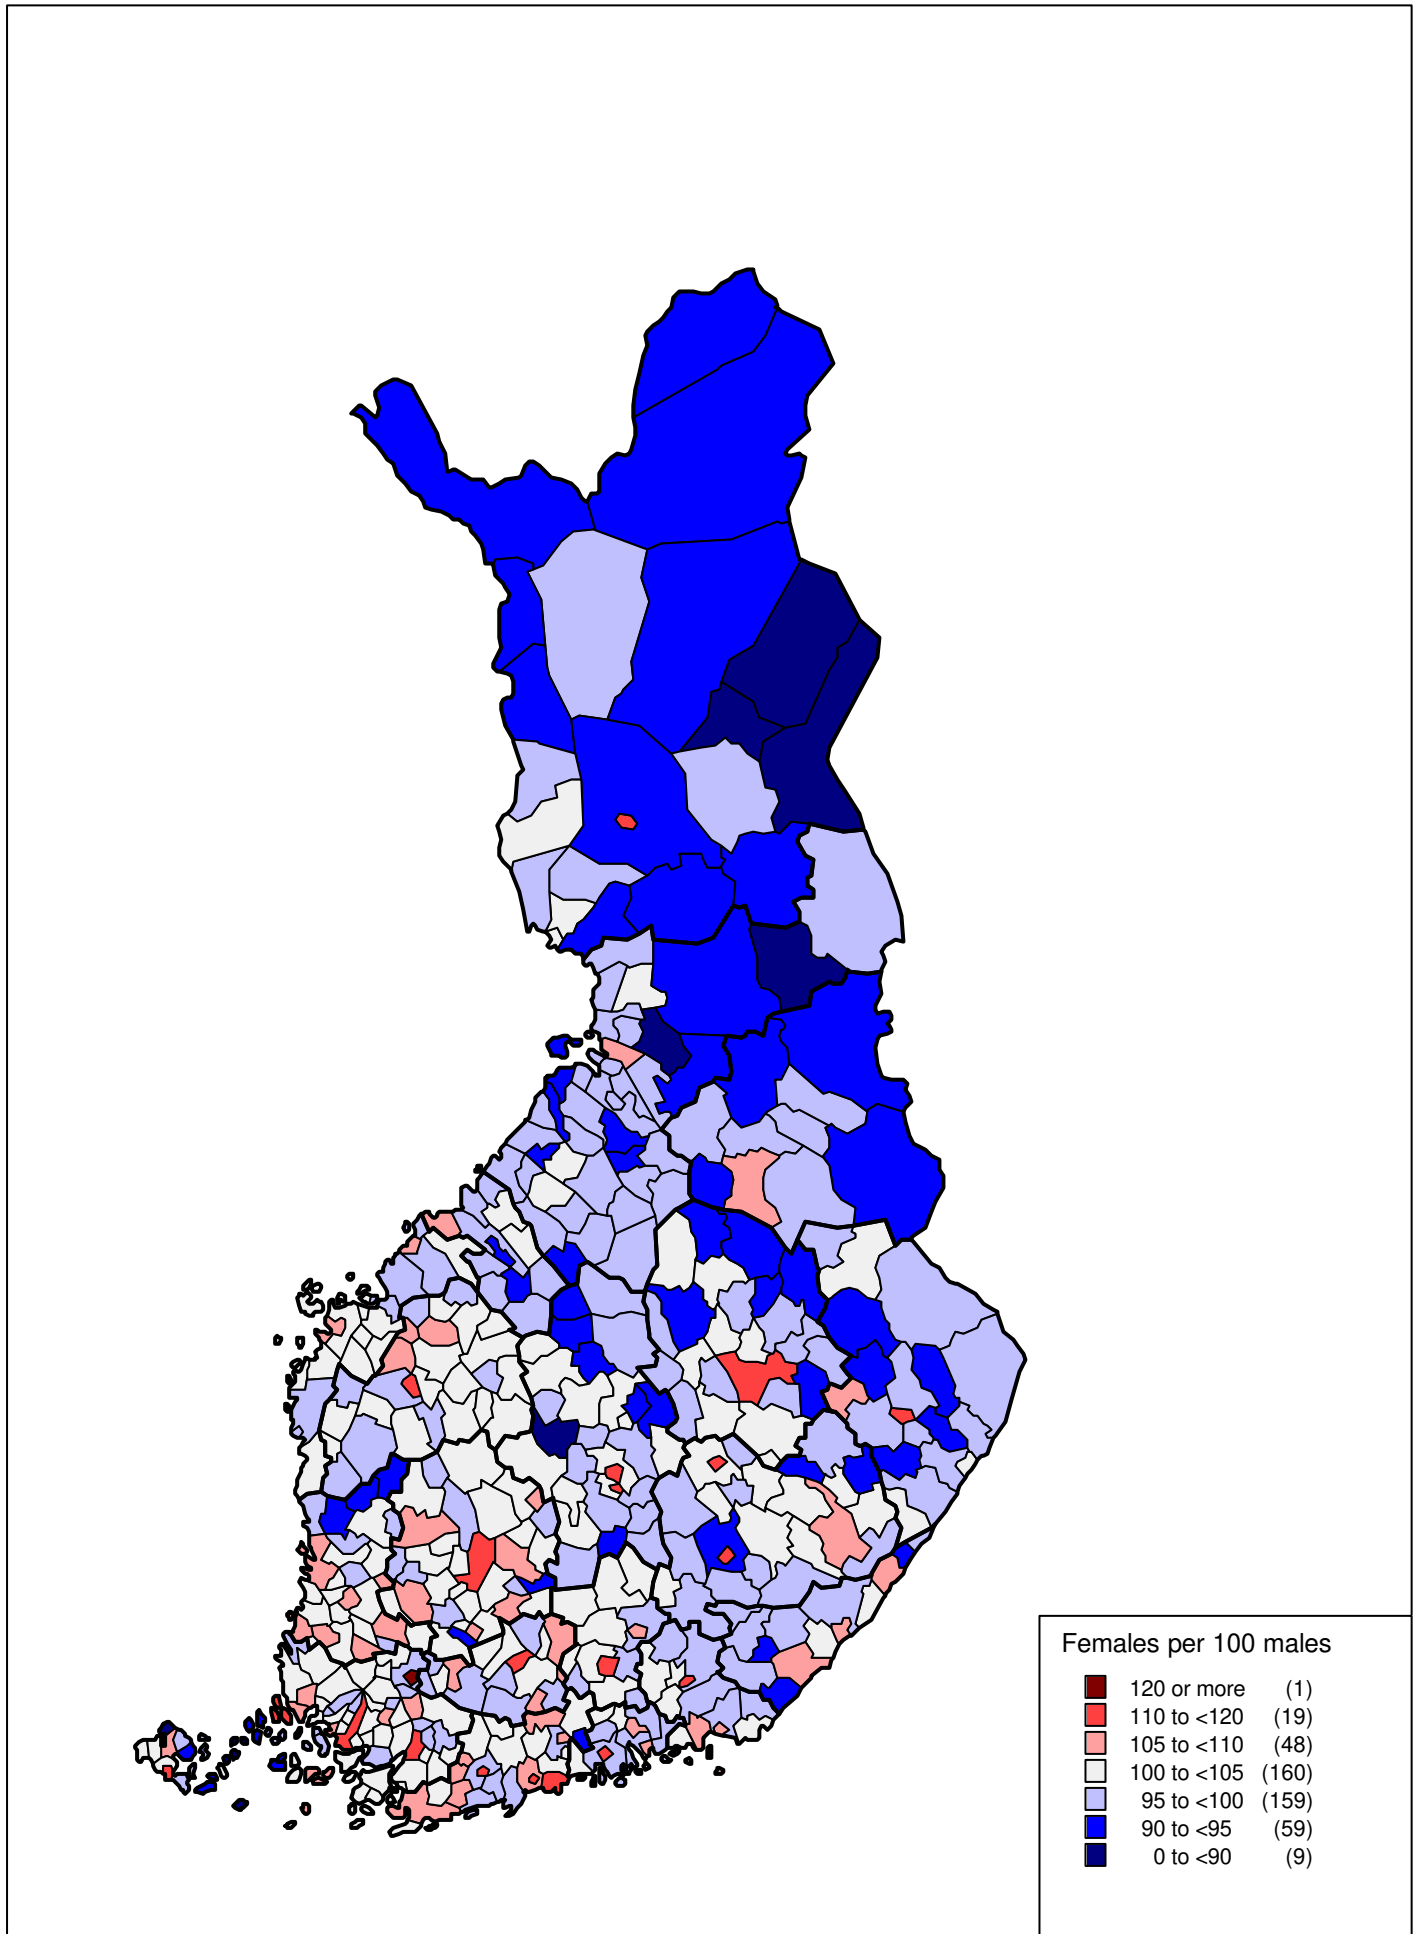 Females per 100 males
120 or more (1)
110 to <120 (19)
105 to <110 (48)
100 to <105 (160)
95 to <100 (159)
90 to <95 (59)
0 to <90 (9)